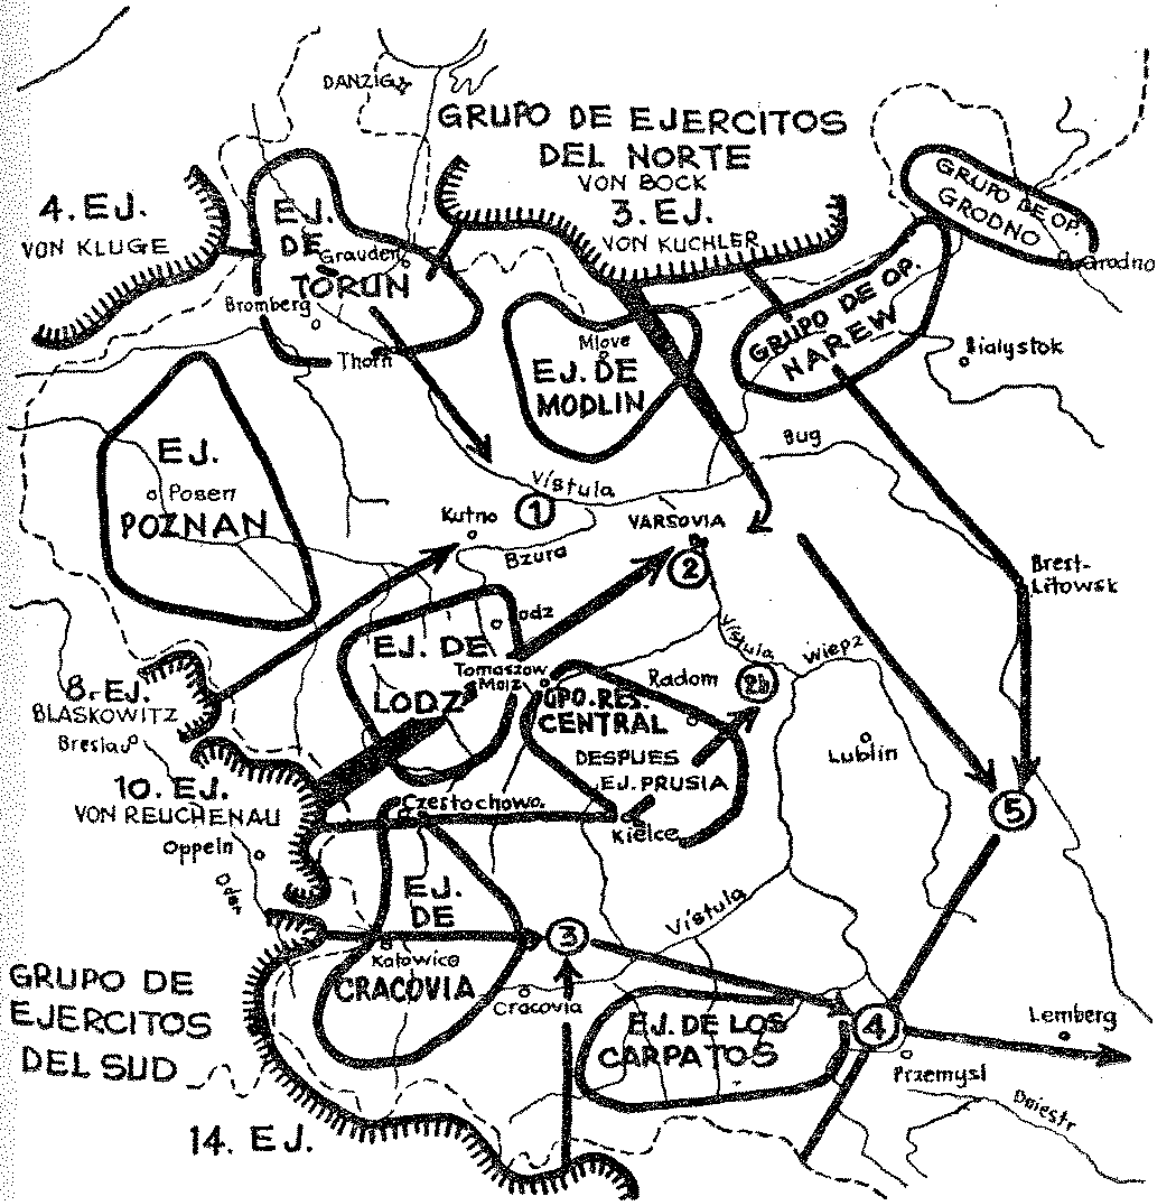 DANZIG
GRUPO DE EJERCITOS
DEL NORTE
VON BOCK
3. EJ.
VON KUCHLER
4. EJ.
VON KLUGE
EJ.
DE
Grauden
TORUN
Bromberg
Thorn
GRUPO DE OP.
GRODNO
Grodno
GRUPO DE OP.
NAREW
Bialystok
Mlove
EJ. DE
MODLIN
EJ.
Posen
POZNAN
Bug
Vístula
1
Kutno
VARSOVIA
Bzura
2
Brest-
Litowsk
odz
EJ. DE
LODZ
Tomaszow
Moiz
Vístula
Wiepz
Radom
2b
GPO. RES.
CENTRAL
DESPUES
EJ. PRUSIA
Lublin
8. EJ.
BLASKOWITZ
Breslau
10. EJ.
VON REUCHENAU
Oppeln
Oder
Czestochowa
Kielce
5
EJ.
DE
Katowice
CRACOVIA
3
Vístula
Cracovia
GRUPO DE
EJERCITOS
DEL SUD
EJ. DE LOS
CARPATOS
4
Lemberg
Przemysl
Dniestr
14. EJ.